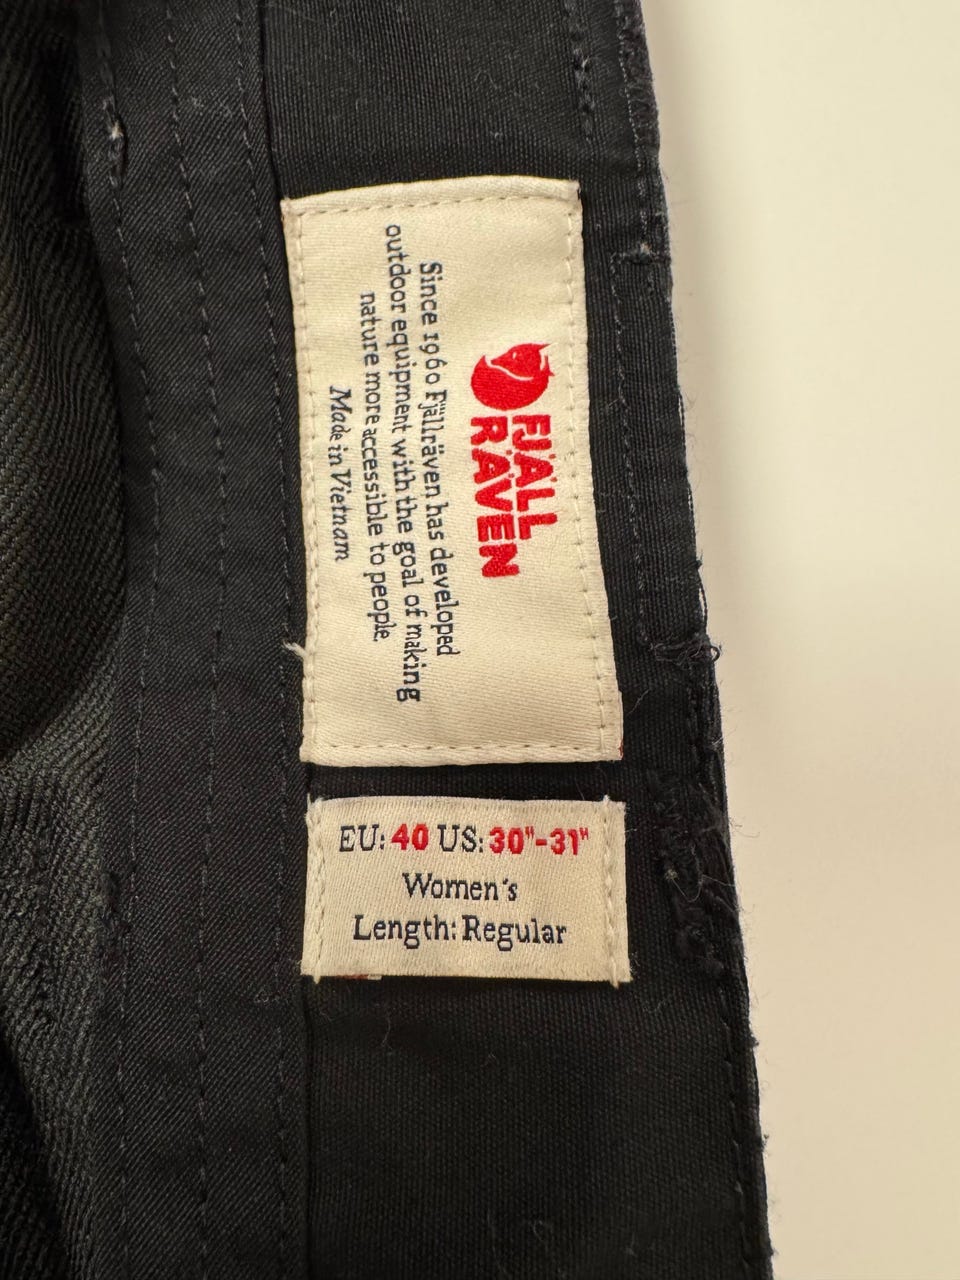 FJÄLL
RÄVEN
Since 1960 Fjällräven has developed
outdoor equipment with the goal of making
nature more accessible to people.
Made in Vietnam
EU: 40 US: 30"-31"
Women's
Length: Regular